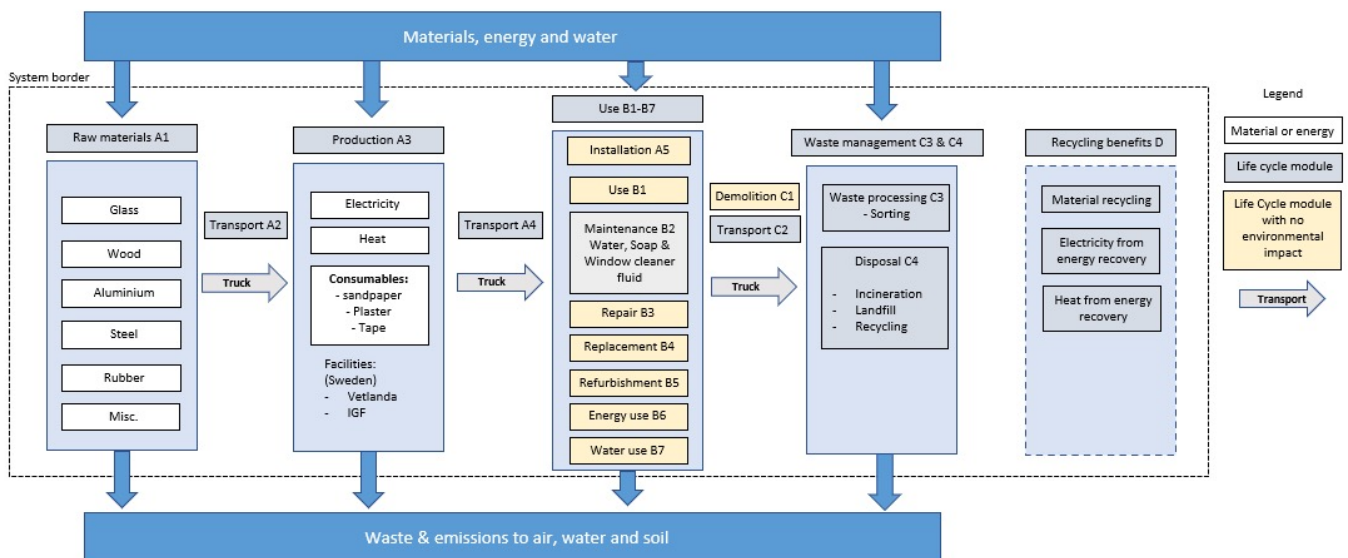 Materials, energy and water
System border
Raw materials A1
Glass
Wood
Aluminium
Steel
Rubber
Misc.
Transport A2
Truck
Production A3
Electricity
Heat
Consumables:
- sandpaper
- Plaster
- Tape
Facilities:
(Sweden)
- Vetlanda
- IGF
Transport A4
Truck
Use B1-B7
Installation A5
Use B1
Maintenance B2
Water, Soap &
Window cleaner
fluid
Repair B3
Replacement B4
Refurbishment B5
Energy use B6
Water use B7
Demolition C1
Transport C2
Truck
Waste management C3 & C4
Waste processing C3
- Sorting
Disposal C4
- Incineration
- Landfill
- Recycling
Recycling benefits D
Material recycling
Electricity from
energy recovery
Heat from energy
recovery
Legend
Material or energy
Life cycle module
Life Cycle module
with no
environmental
impact
Transport
Waste & emissions to air, water and soil